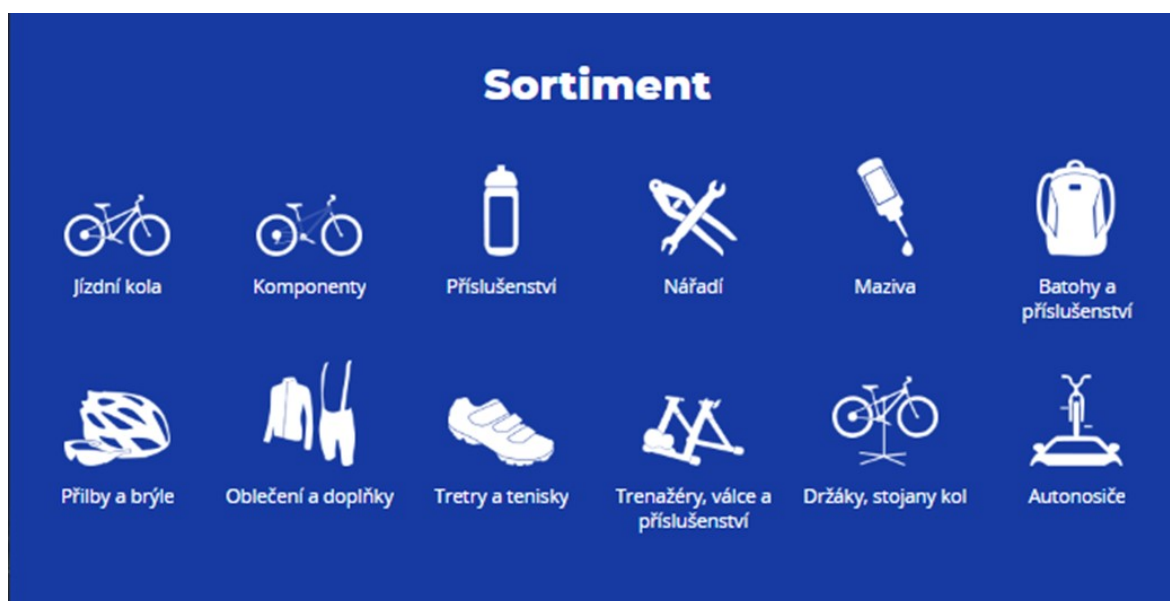 Sortiment
Jízdní kola
Komponenty
Příslušenství
Nářadí
Maziva
Batohy a
příslušenství
Přilby a brýle
Oblečení a doplňky
Tretry a tenisky
Trenažéry, válce a
příslušenství
Držáky, stojany kol
Autonosiče